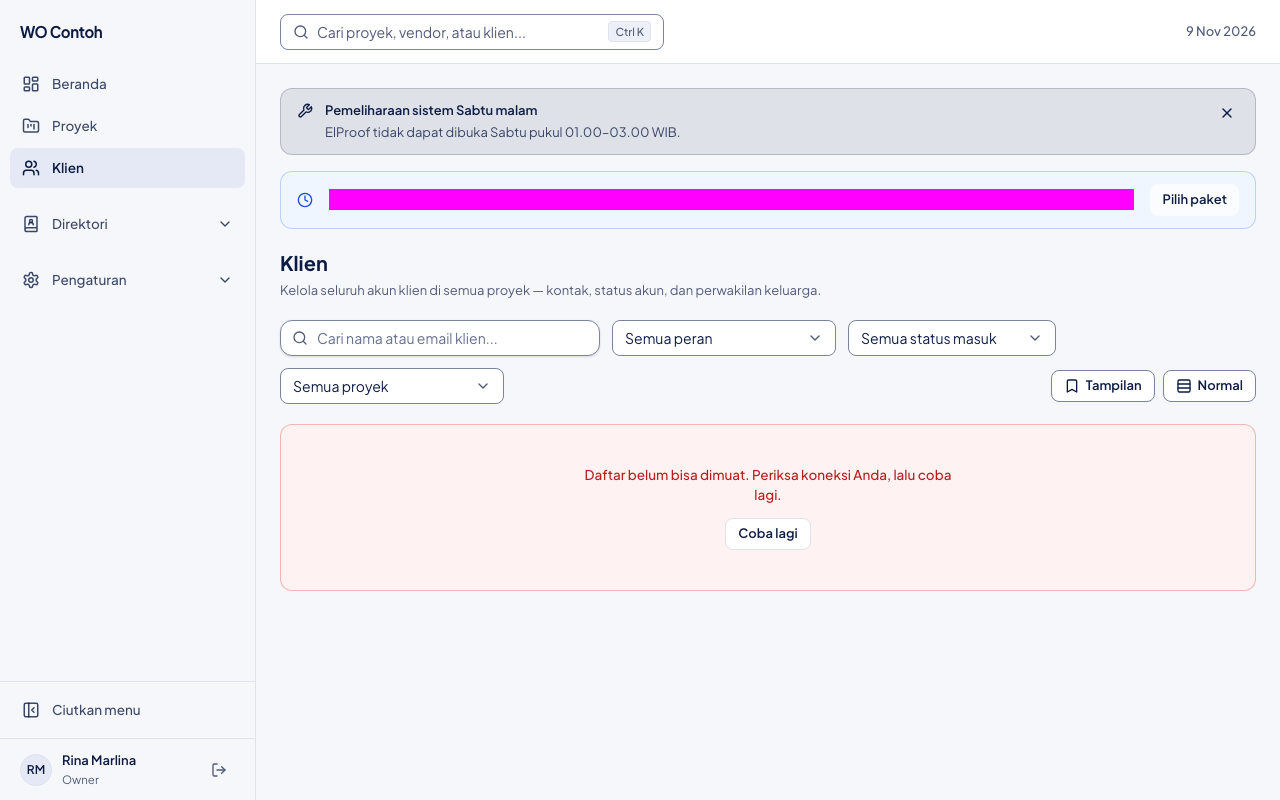 WO Contoh
Cari proyek, vendor, atau klien...
Ctrl K
9 Nov 2026
Beranda
Proyek
Klien
Direktori
Pengaturan
Pemeliharaan sistem Sabtu malam
ElProof tidak dapat dibuka Sabtu pukul 01.00–03.00 WIB.
Pilih paket
Klien
Kelola seluruh akun klien di semua proyek — kontak, status akun, dan perwakilan keluarga.
Cari nama atau email klien...
Semua peran
Semua status masuk
Semua proyek
Tampilan
Normal
Daftar belum bisa dimuat. Periksa koneksi Anda, lalu coba
lagi.
Coba lagi
Ciutkan menu
RM
Rina Marlina
Owner